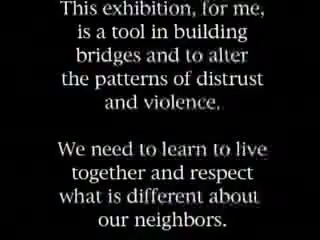 This exhibition, for me,
is a tool in building
bridges and to alter
the patterns of distrust
and violence.
We need to learn to live
together and respect
what is different about
our neighbors.